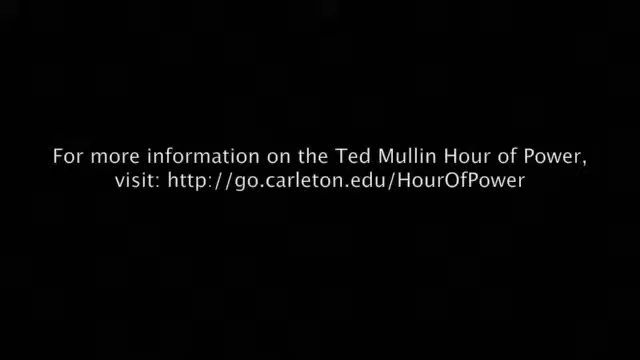 For more information on the Ted Mullin Hour of Power,
visit: http://go.carleton.edu/HourOfPower